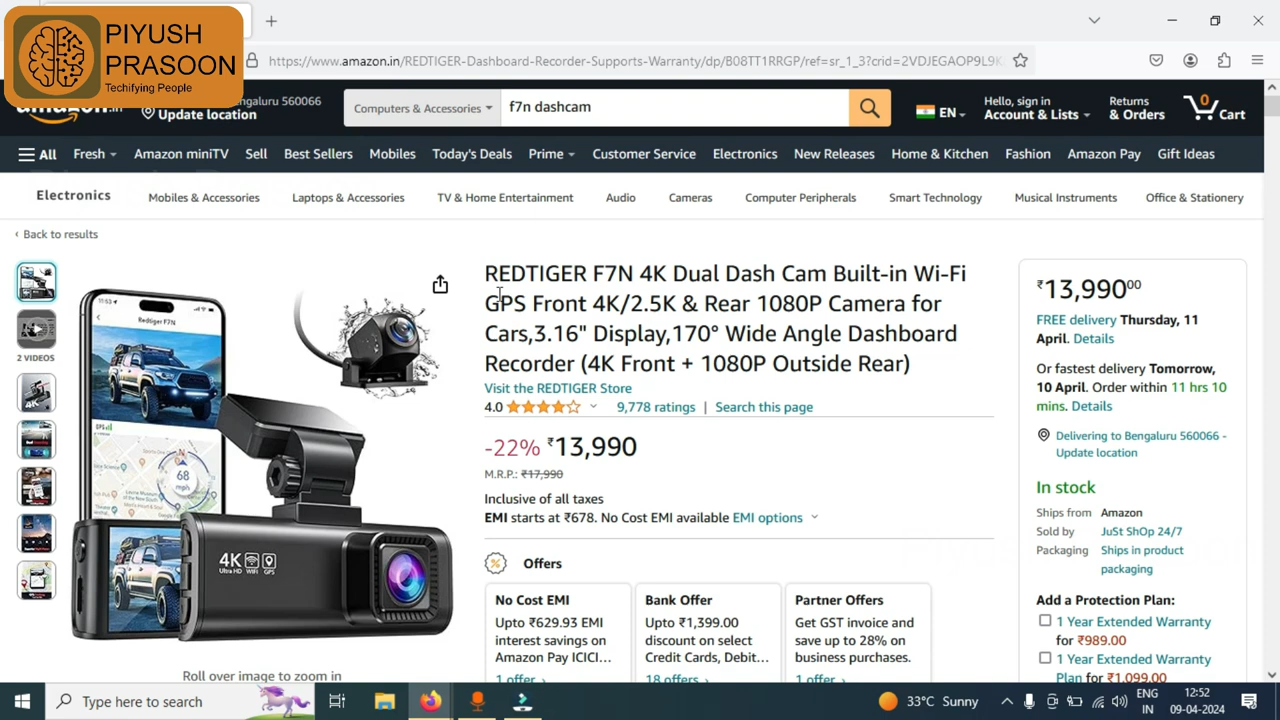 PIYUSH
PRASOON
Techifying People
https://www.amazon.in/REDTIGER-Dashboard-Recorder-Supports-Warranty/dp/B08TT1RRGP/ref=sr_1_3?crid=2VDJEGAOP9L9K
engaluru 560066
Update location
Computers & Accessories
f7n dashcam
EN
Hello, sign in
Account & Lists
Returns
& Orders
0
Cart
All
Fresh
Amazon miniTV
Sell
Best Sellers
Mobiles
Today's Deals
Prime
Customer Service
Electronics
New Releases
Home & Kitchen
Fashion
Amazon Pay
Gift Ideas
Electronics
Mobiles & Accessories
Laptops & Accessories
TV & Home Entertainment
Audio
Cameras
Computer Peripherals
Smart Technology
Musical Instruments
Office & Stationery
‹ Back to results
2 VIDEOS
4K
11:53
Redtiger F7N
GPS
N
68
mph
4K
Ultra HD
WiFi
GPS
Roll over image to zoom in
REDTIGER F7N 4K Dual Dash Cam Built-in Wi-Fi
GPS Front 4K/2.5K & Rear 1080P Camera for
Cars,3.16" Display,170° Wide Angle Dashboard
Recorder (4K Front + 1080P Outside Rear)
Visit the REDTIGER Store
4.0
9,778 ratings | Search this page
-22% ₹13,990
M.R.P.: ₹17,990
Inclusive of all taxes
EMI starts at ₹678. No Cost EMI available EMI options
Offers
No Cost EMI
Upto ₹629.93 EMI
interest savings on
Amazon Pay ICICI…
1 offer ›
Bank Offer
Upto ₹1,399.00
discount on select
Credit Cards, Debit…
18 offers ›
Partner Offers
Get GST invoice and
save up to 28% on
business purchases.
1 offer ›
₹13,99000
FREE delivery Thursday, 11
April. Details
Or fastest delivery Tomorrow,
10 April. Order within 11 hrs 10
mins. Details
Delivering to Bengaluru 560066 -
Update location
In stock
Ships from Amazon
Sold by JuSt ShOp 24/7
Packaging Ships in product
packaging
Add a Protection Plan:
1 Year Extended Warranty
for ₹989.00
1 Year Extended Warranty
Plan for ₹1,099.00
Type here to search
33°C Sunny
ENG
IN
12:52
09-04-2024